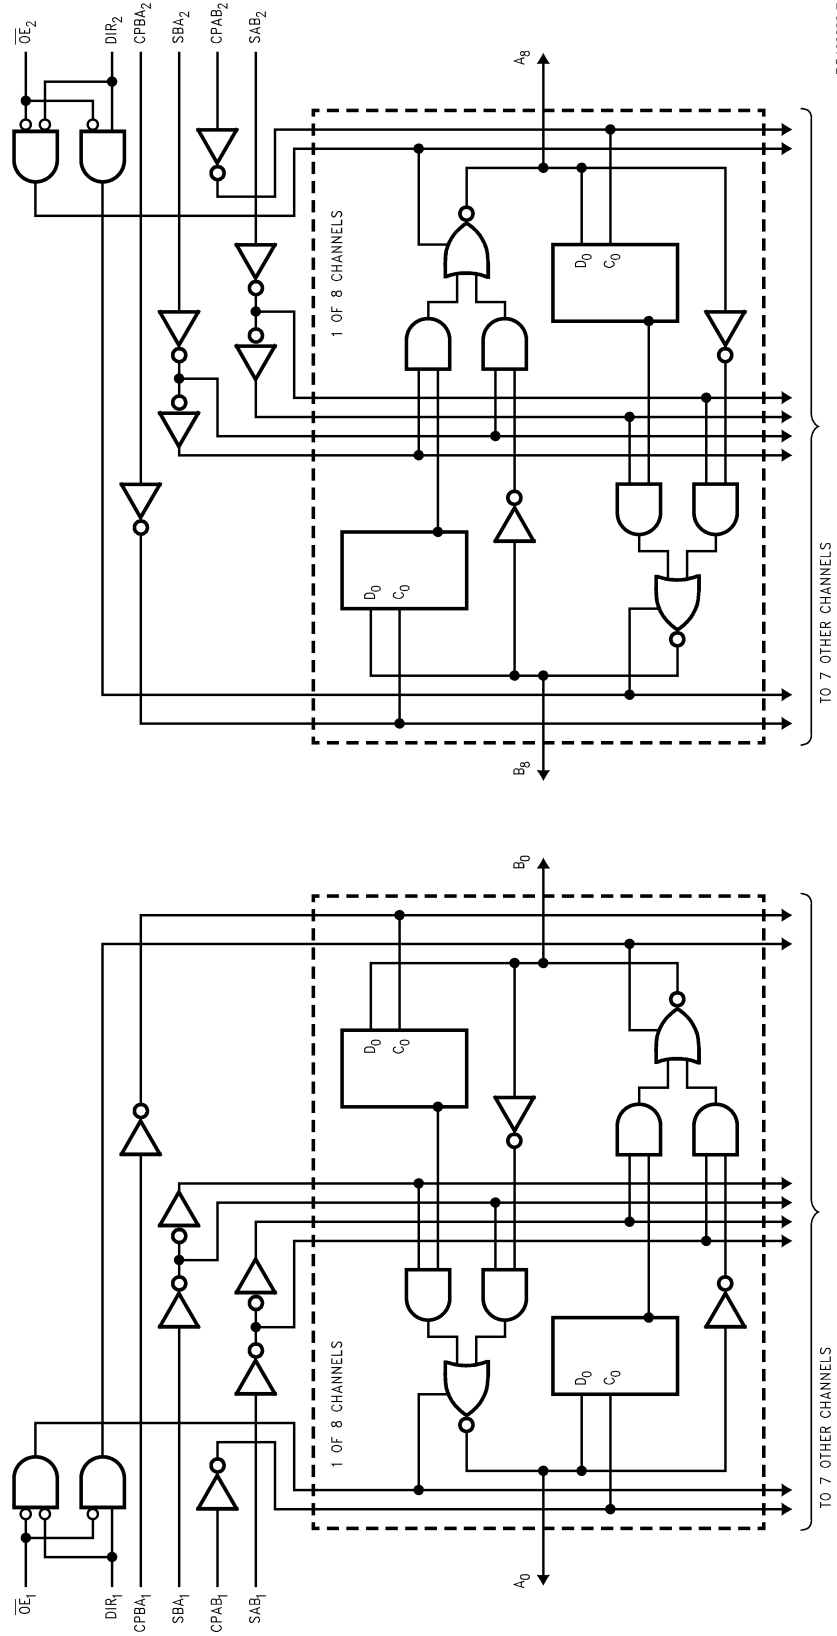 OE2
DIR2
CPBA2
SBA2
CPAB2
SAB2
A8
1 OF 8 CHANNELS
D0
C0
D0
C0
B8
TO 7 OTHER CHANNELS
B0
D0
C0
1 OF 8 CHANNELS
D0
C0
A0
TO 7 OTHER CHANNELS
OE1
DIR1
CPBA1
SBA1
CPAB1
SAB1